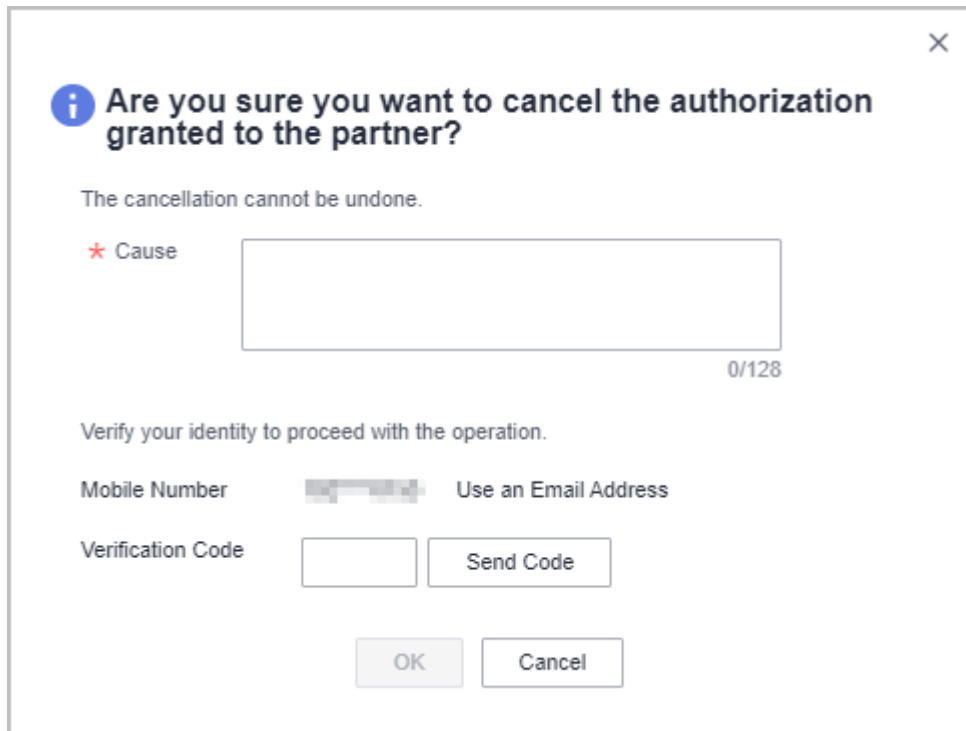 Are you sure you want to cancel the authorization
granted to the partner?
The cancellation cannot be undone.
* Cause
0/128
Verify your identity to proceed with the operation.
Mobile Number Use an Email Address
Verification Code Send Code
OK Cancel